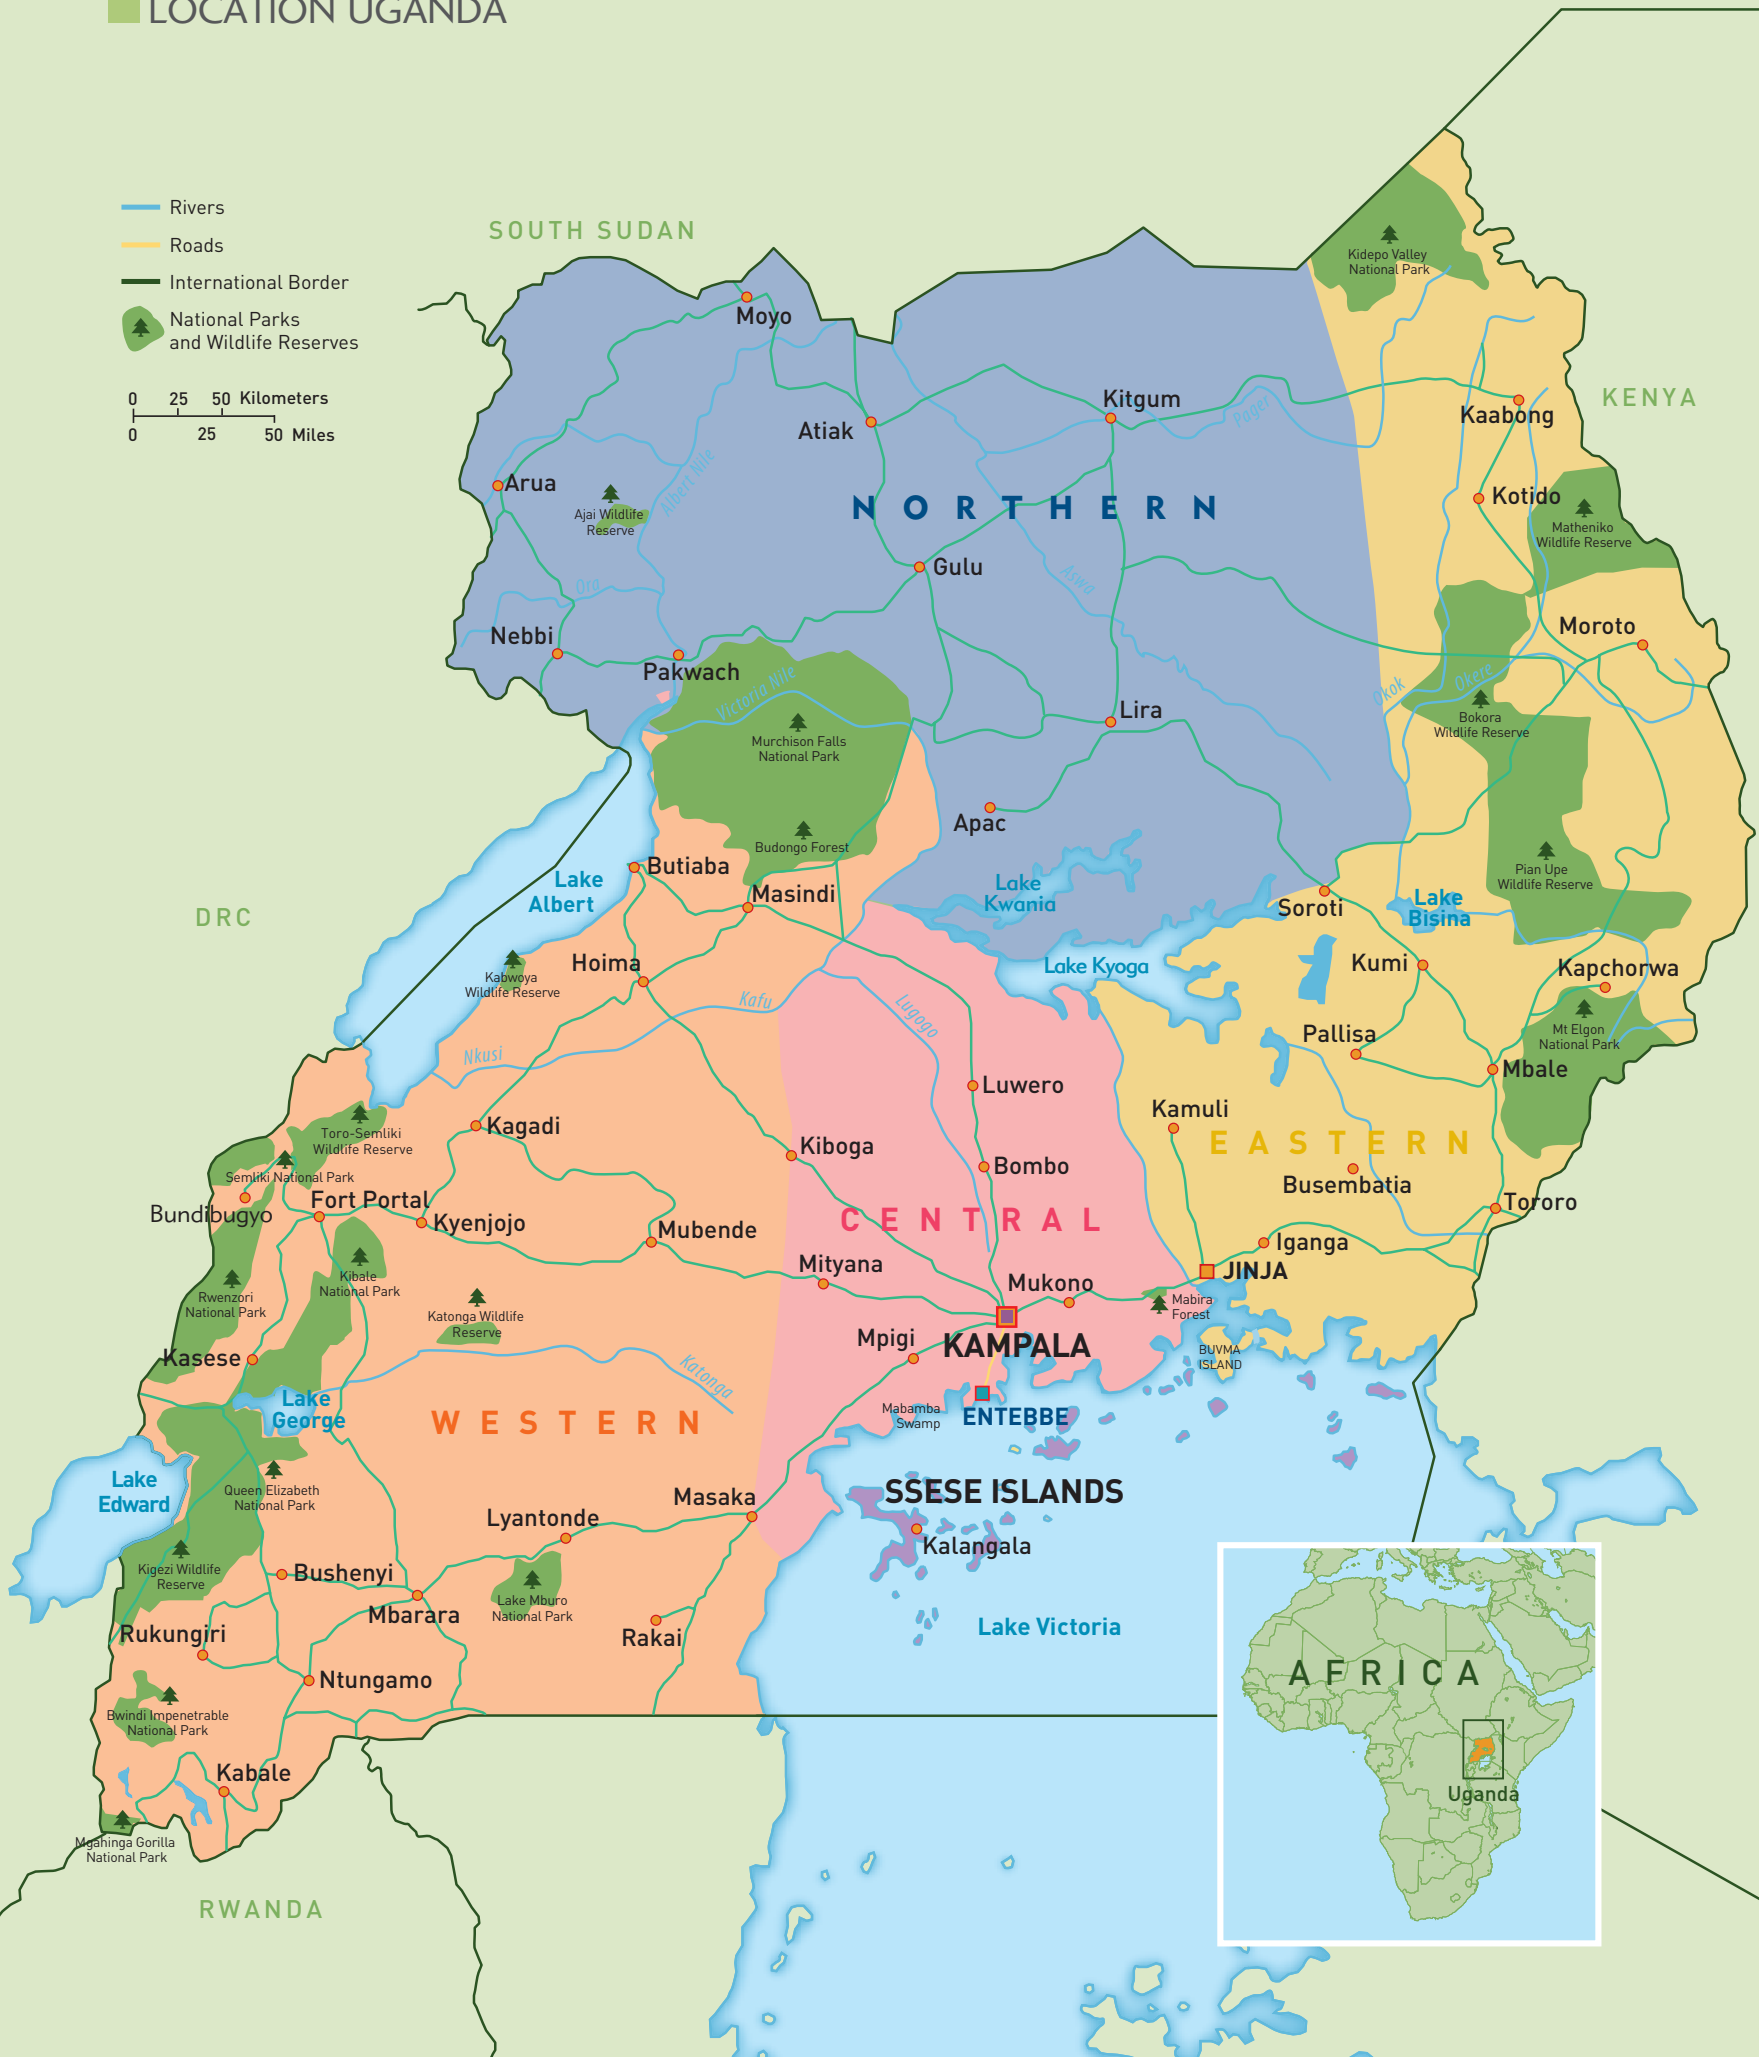 LOCATION UGANDA
Rivers
Roads
International Border
National Parks
and Wildlife Reserves
0 25 50 Kilometers
0 25 50 Miles
SOUTH SUDAN
KENYA
DRC
RWANDA
NORTHERN
Moyo
Atiak
Kitgum
Arua
Gulu
Nebbi
Pakwach
Lira
Apac
Albert Nile
Ora
Pager
Aswa
Victoria Nile
Okok
Okere
Ajai Wildlife
Reserve
Murchison Falls
National Park
Budongo Forest
Kidepo Valley
National Park
Kaabong
Kotido
Matheniko
Wildlife Reserve
Moroto
Bokora
Wildlife Reserve
Pian Upe
Wildlife Reserve
Lake
Albert
Lake
Kwania
Lake Kyoga
Lake
Bisina
Soroti
Kumi
Kapchorwa
Mt Elgon
National Park
Pallisa
Mbale
Kamuli
EASTERN
Busembatia
Tororo
Iganga
JINJA
Butiaba
Masindi
Hoima
Kabwoya
Wildlife Reserve
Kafu
Nkusi
Lugogo
Luwero
Bombo
Kiboga
CENTRAL
Mityana
Mukono
Mabira
Forest
KAMPALA
Mpigi
BUVMA
ISLAND
Mabamba
Swamp
ENTEBBE
SSESE ISLANDS
Kalangala
Lake Victoria
Kagadi
Toro-Semliki
Wildlife Reserve
Semliki National Park
Bundibugyo
Fort Portal
Kyenjojo
Mubende
Kibale
National Park
Rwenzori
National Park
Katonga Wildlife
Reserve
Kasese
Katonga
Lake
George
WESTERN
Lake
Edward
Queen Elizabeth
National Park
Masaka
Lyantonde
Kigezi Wildlife
Reserve
Bushenyi
Mbarara
Lake Mburo
National Park
Rakai
Rukungiri
Ntungamo
Bwindi Impenetrable
National Park
Kabale
Mgahinga Gorilla
National Park
AFRICA
Uganda